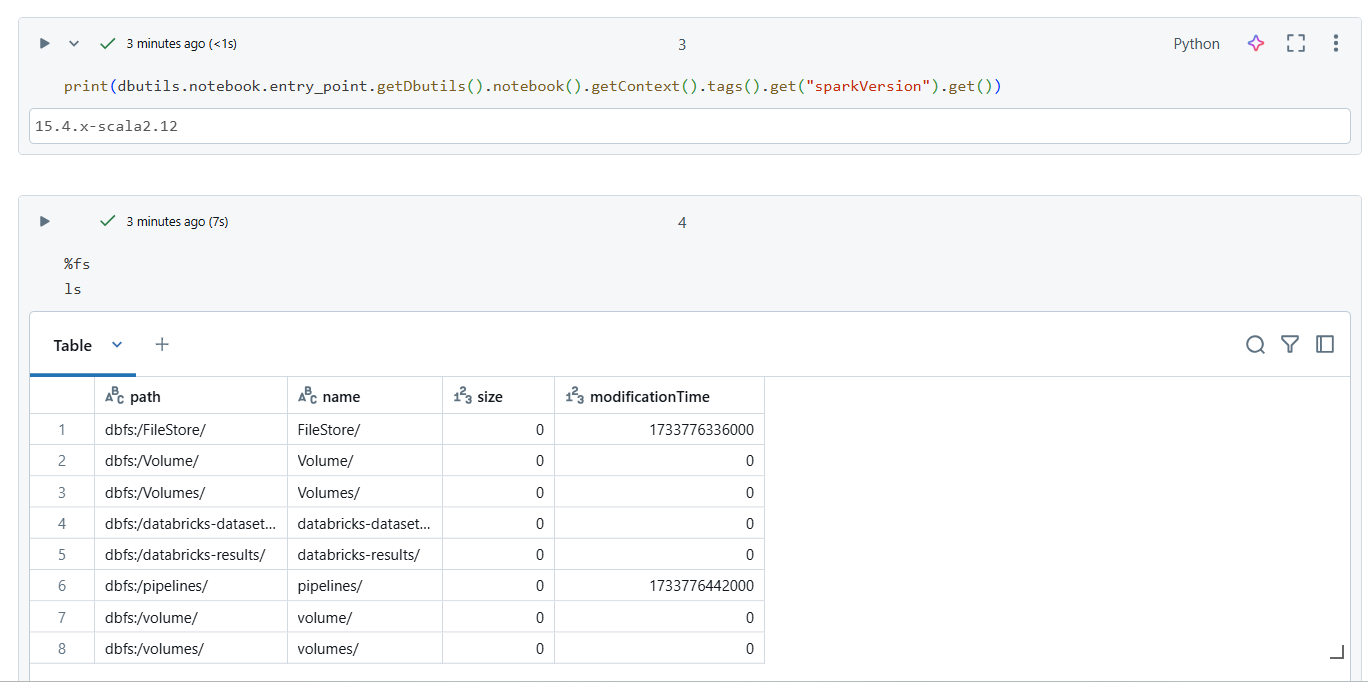 3 minutes ago (<1s)
3
Python
print(dbutils.notebook.entry_point.getDbutils().notebook().getContext().tags().get("sparkVersion").get())
15.4.x-scala2.12
3 minutes ago (7s)
4
%fs
ls
Table
path name size modificationTime
1 dbfs:/FileStore/ FileStore/ 0 1733776336000
2 dbfs:/Volume/ Volume/ 0 0
3 dbfs:/Volumes/ Volumes/ 0 0
4 dbfs:/databricks-dataset... databricks-dataset... 0 0
5 dbfs:/databricks-results/ databricks-results/ 0 0
6 dbfs:/pipelines/ pipelines/ 0 1733776442000
7 dbfs:/volume/ volume/ 0 0
8 dbfs:/volumes/ volumes/ 0 0